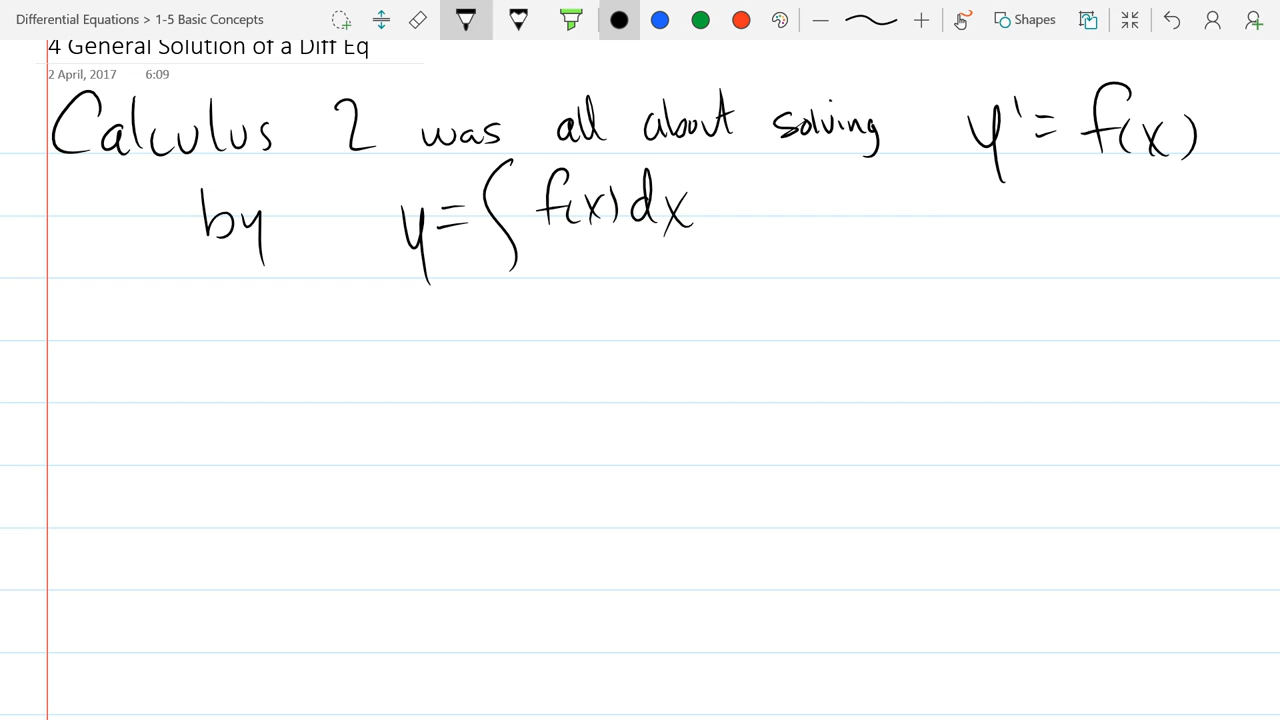 Differential Equations > 1-5 Basic Concepts
Shapes
4 General Solution of a Diff Eq
2 April, 2017 6:09
Calculus 2 was all about solving y' = f(x)
by y = ∫ f(x) dx